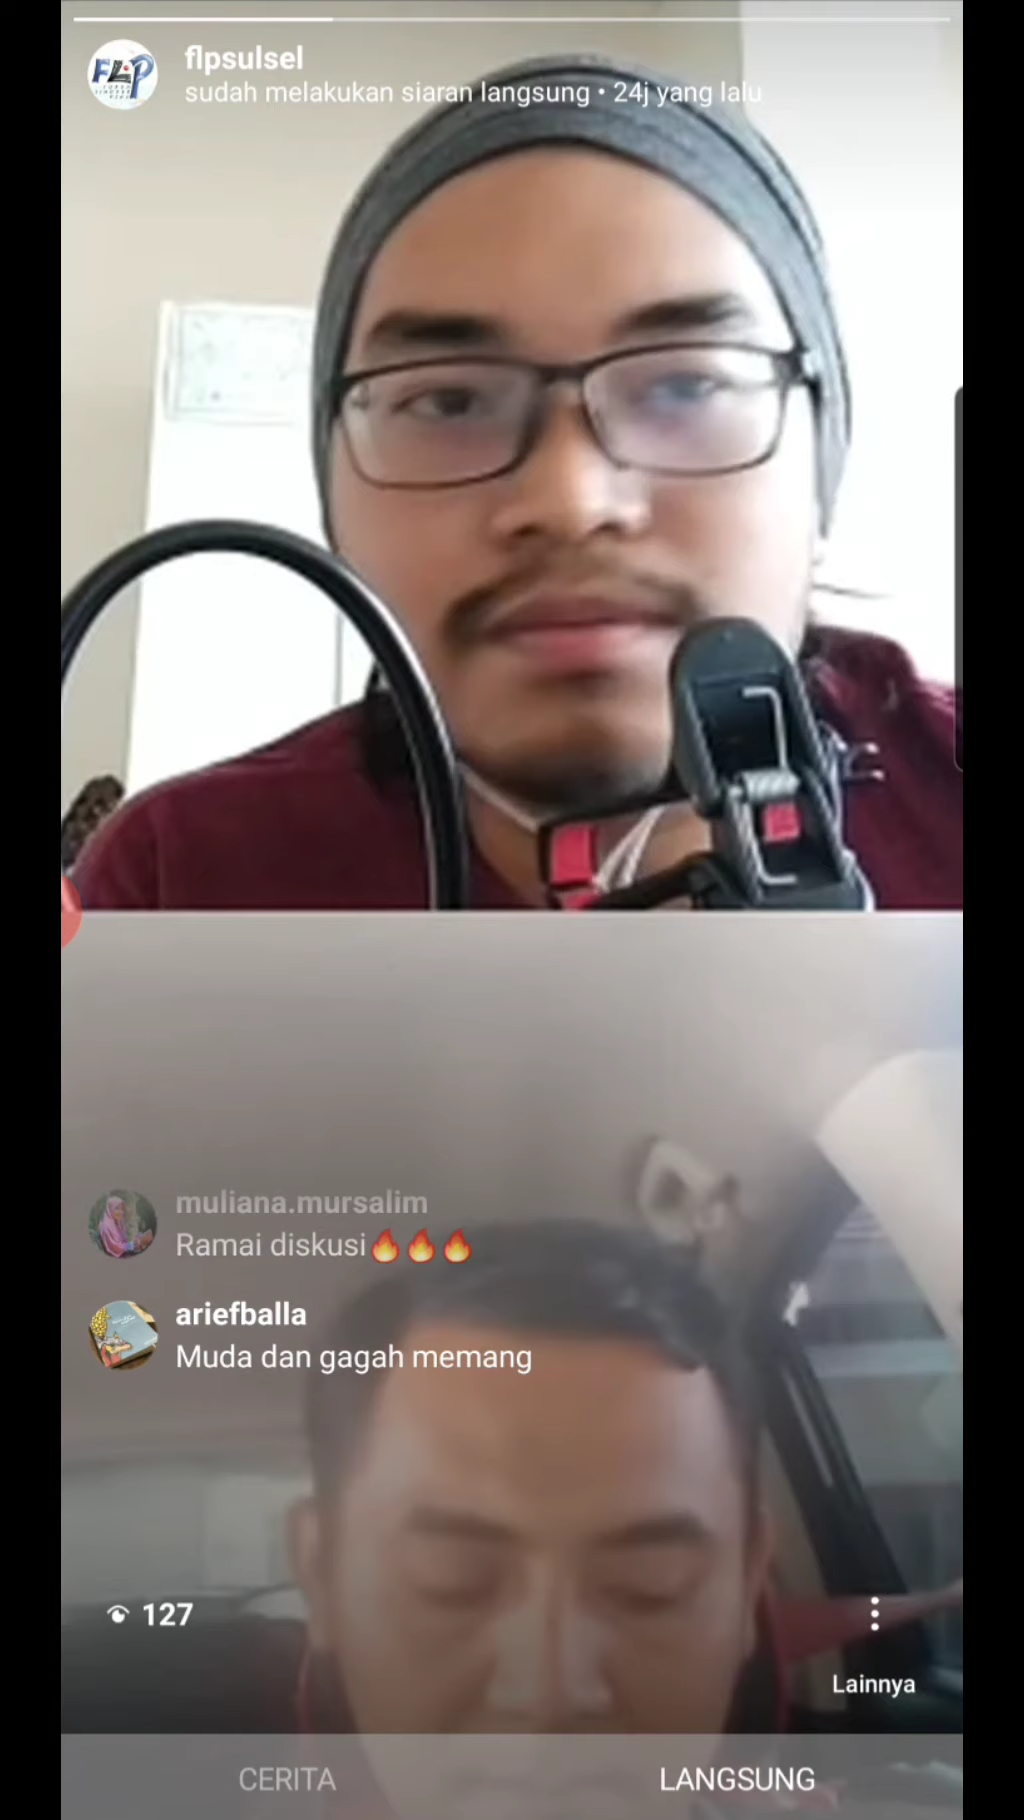 flpsulsel
sudah melakukan siaran langsung • 24j yang lalu
FLP
muliana.mursalim
Ramai diskusi🔥🔥🔥
ariefballa
Muda dan gagah memang
127
Lainnya
CERITA
LANGSUNG